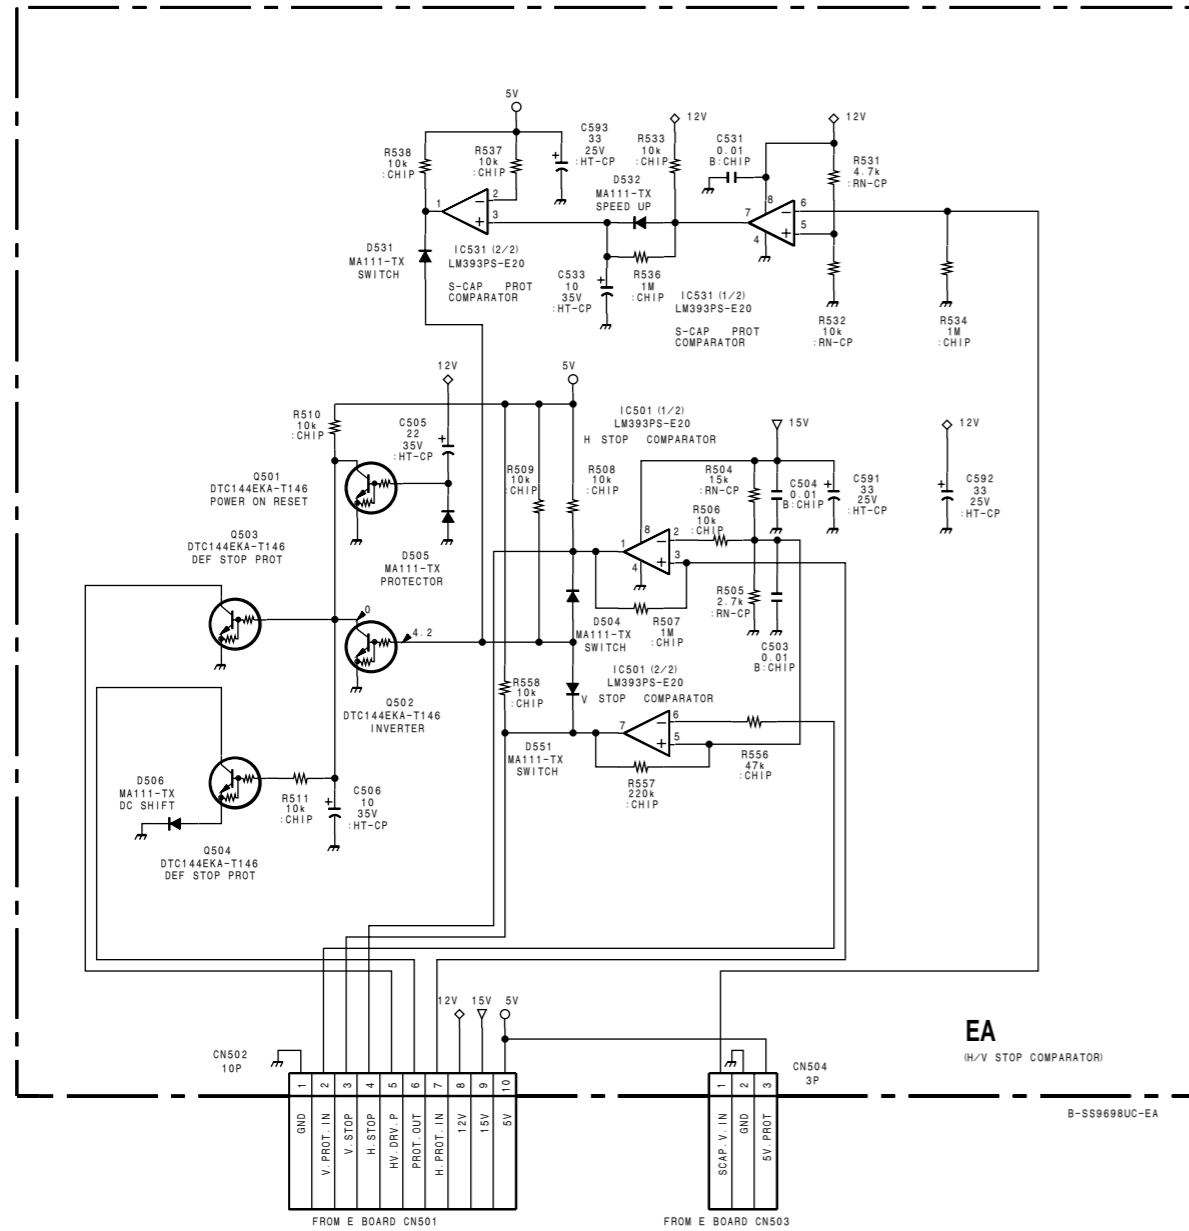 5V
R538
10k
:CHIP
R537
10k
:CHIP
C593
33
25V
:HT-CP
D532
MA111-TX
SPEED UP
R533
10k
:CHIP
12V
C531
0.01
B:CHIP
12V
R531
4.7k
:RN-CP
1
2
3
7
8
4
6
5
D531
MA111-TX
SWITCH
IC531 (2/2)
LM393PS-E20
S-CAP PROT
COMPARATOR
C533
10
35V
:HT-CP
R536
1M
:CHIP
IC531 (1/2)
LM393PS-E20
S-CAP PROT
COMPARATOR
R532
10k
:RN-CP
R534
1M
:CHIP
12V
5V
R510
10k
:CHIP
C505
22
35V
:HT-CP
IC501 (1/2)
LM393PS-E20
H STOP COMPARATOR
15V
12V
Q501
DTC144EKA-T146
POWER ON RESET
R509
10k
:CHIP
R508
10k
:CHIP
R504
15k
:RN-CP
C504
0.01
B:CHIP
C591
33
25V
:HT-CP
C592
33
25V
:HT-CP
R506
10k
:CHIP
Q503
DTC144EKA-T146
DEF STOP PROT
D505
MA111-TX
PROTECTOR
1
8
4
2
3
R505
2.7k
:RN-CP
0
4.2
D504
MA111-TX
SWITCH
R507
1M
:CHIP
C503
0.01
B:CHIP
Q502
DTC144EKA-T146
INVERTER
R558
10k
:CHIP
IC501 (2/2)
LM393PS-E20
V STOP COMPARATOR
7
6
5
D551
MA111-TX
SWITCH
R556
47k
:CHIP
R557
220k
:CHIP
D506
MA111-TX
DC SHIFT
R511
10k
:CHIP
C506
10
35V
:HT-CP
Q504
DTC144EKA-T146
DEF STOP PROT
12V
15V
5V
EA
(H/V STOP COMPARATOR)
CN502
10P
CN504
3P
1
2
3
4
5
6
7
8
9
10
GND
V.PROT.IN
V.STOP
H.STOP
HV.DRV.P
PROT.OUT
H.PROT.IN
12V
15V
5V
1
2
3
SCAP.V.IN
GND
5V.PROT
B-SS9698UC-EA
FROM E BOARD CN501
FROM E BOARD CN503